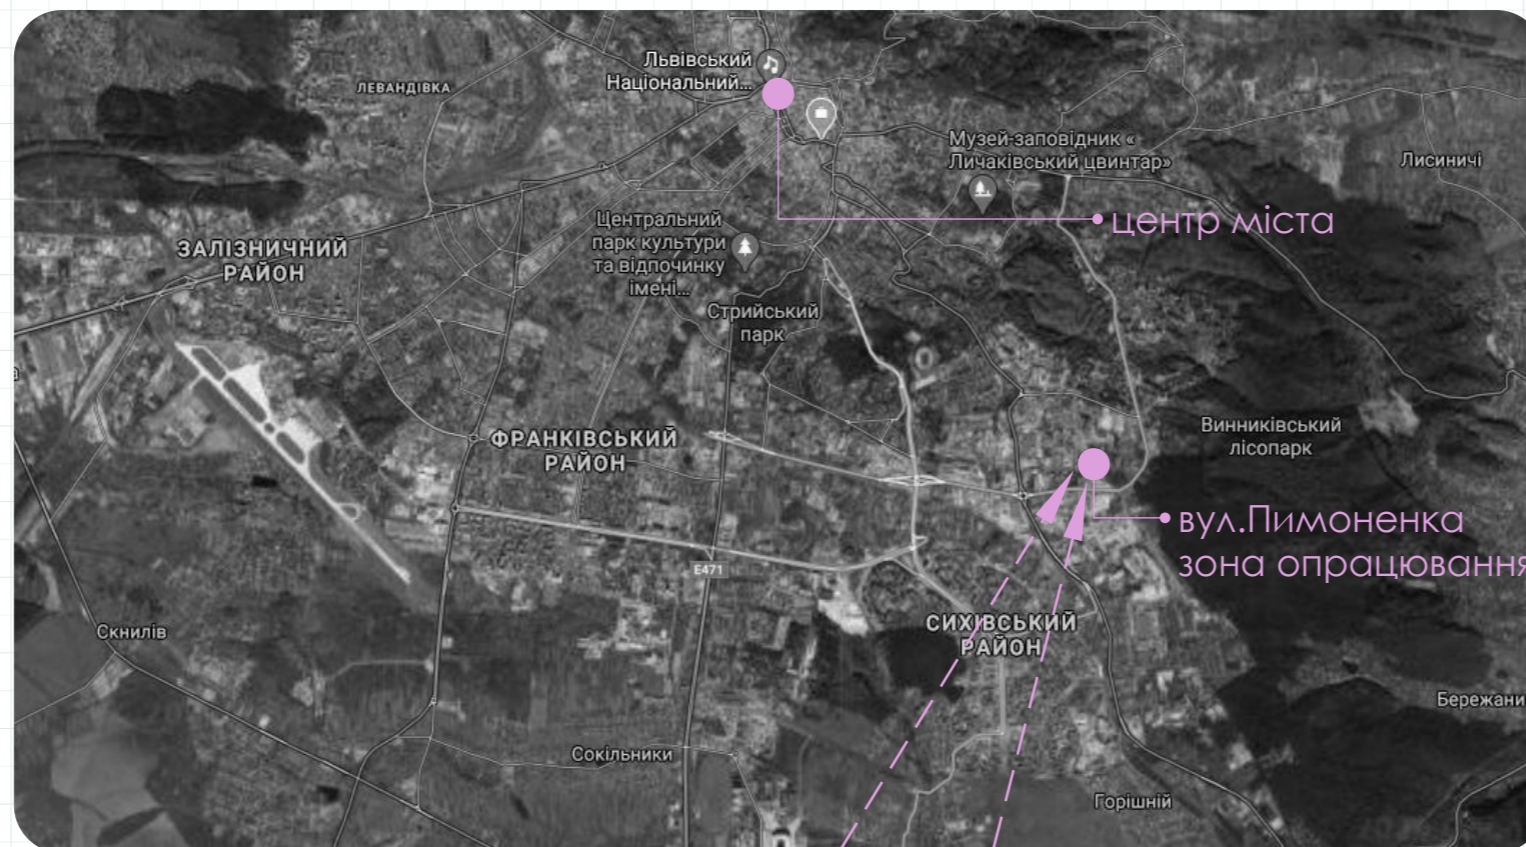 Львівський
Національний...
ЛЕВАНДІВКА
Музей-заповідник «
Личаківський цвинтар»
Лисиничі
Центральний
парк культури
та відпочинку
імені...
центр міста
ЗАЛІЗНИЧНИЙ
РАЙОН
Стрийський
парк
ФРАНКІВСЬКИЙ
РАЙОН
Винниківський
лісопарк
вул.Пимоненка
зона опрацювання
E471
СИХІВСЬКИЙ
РАЙОН
Скнилів
Бережани
Сокільники
Горішній